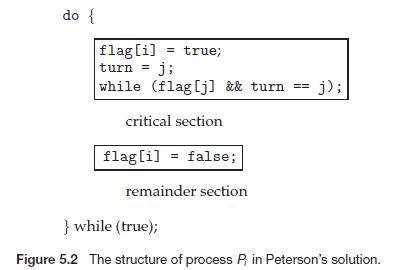 do {
flag[i] = true;
turn = j;
while (flag[j] && turn == j);
critical section
flag[i] = false;
remainder section
} while (true);
Figure 5.2 The structure of process Pi in Peterson's solution.